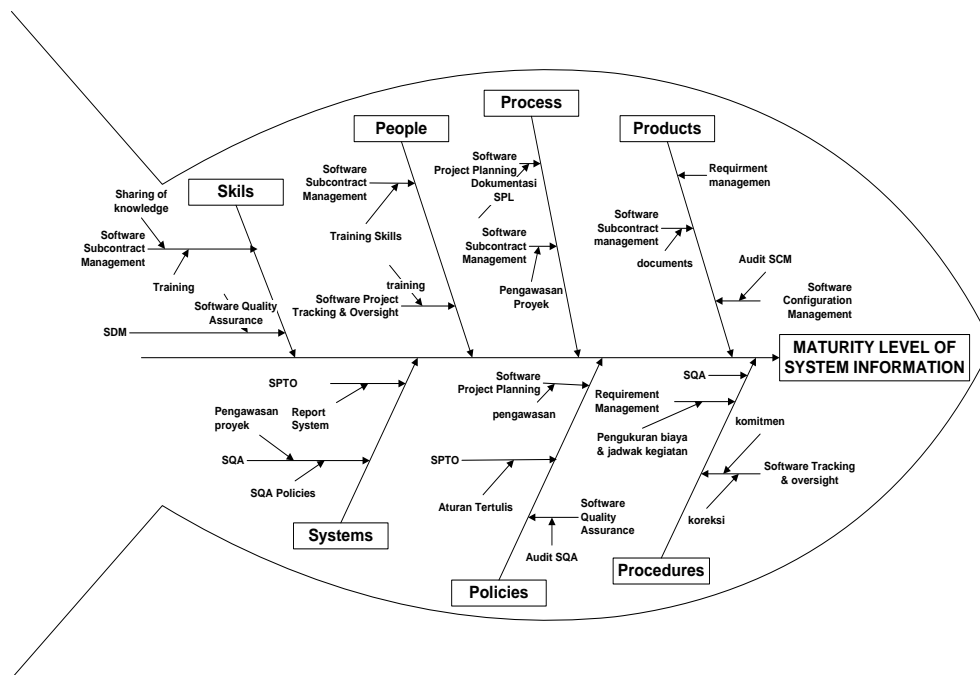 Process
People
Products
Skils
Software
Project Planning
Dokumentasi
SPL
Software
Subcontract
Management
Requirment
managemen
Sharing of
knowledge
Software
Subcontract
Management
Training Skills
Software
Subcontract
Management
Software
Subcontract
management
documents
Audit SCM
Training
training
Pengawasan
Proyek
Software
Configuration
Management
Software Project
Tracking & Oversight
Software Quality
Assurance
SDM
MATURITY LEVEL OF
SYSTEM INFORMATION
SPTO
Software
Project Planning
SQA
Requirement
Management
Pengawasan
proyek
Report
System
pengawasan
komitmen
Pengukuran biaya
& jadwak kegiatan
SQA
SPTO
Software Tracking
& oversight
SQA Policies
Aturan Tertulis
Software
Quality
Assurance
koreksi
Systems
Audit SQA
Procedures
Policies